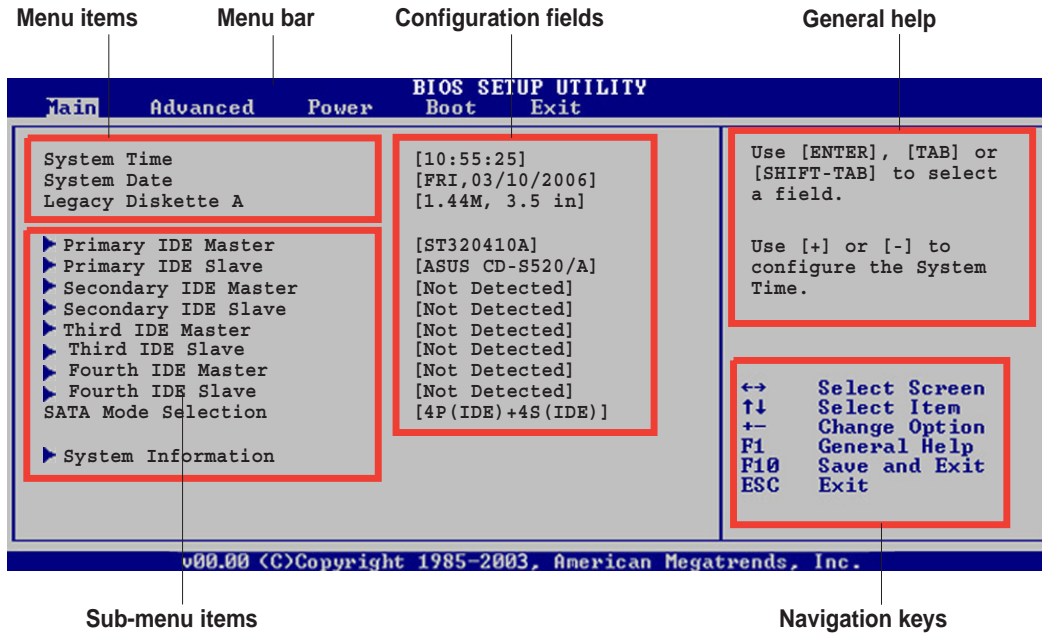 Menu items Menu bar Configuration fields General help
BIOS SETUP UTILITY
Main Advanced Power Boot Exit
System Time [10:55:25]
System Date [FRI,03/10/2006]
Legacy Diskette A [1.44M, 3.5 in]
Primary IDE Master [ST320410A]
Primary IDE Slave [ASUS CD-S520/A]
Secondary IDE Master [Not Detected]
Secondary IDE Slave [Not Detected]
Third IDE Master [Not Detected]
Third IDE Slave [Not Detected]
Fourth IDE Master [Not Detected]
Fourth IDE Slave [Not Detected]
SATA Mode Selection [4P(IDE)+4S(IDE)]
System Information
Use [ENTER], [TAB] or
[SHIFT-TAB] to select
a field.
Use [+] or [-] to
configure the System
Time.
←→ Select Screen
↑↓ Select Item
+- Change Option
F1 General Help
F10 Save and Exit
ESC Exit
v00.00 (C)Copyright 1985-2003, American Megatrends, Inc.
Sub-menu items Navigation keys